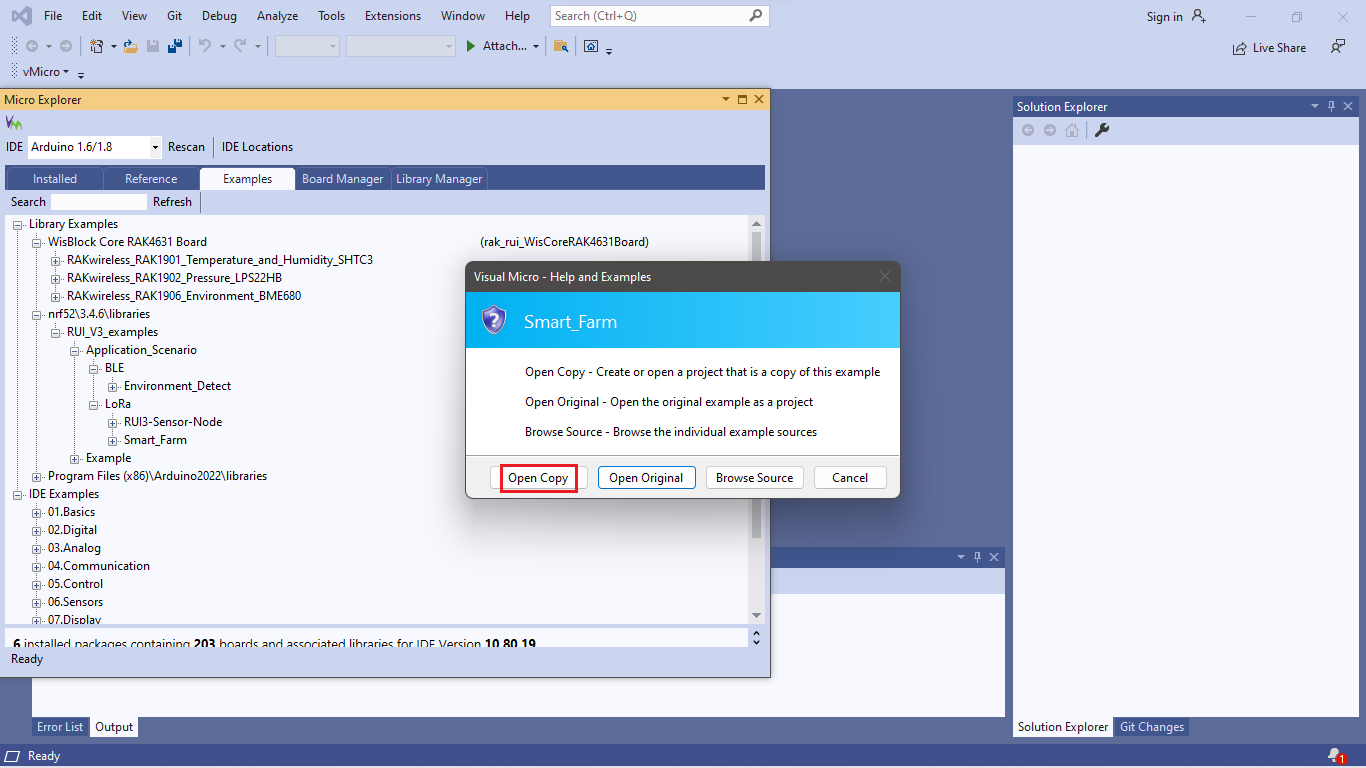 File Edit View Git Debug Analyze Tools Extensions Window Help Search (Ctrl+Q) Sign in
Attach... Live Share
vMicro
Micro Explorer
IDE Arduino 1.6/1.8 Rescan IDE Locations
Installed Reference Examples Board Manager Library Manager
Search Refresh
Library Examples
WisBlock Core RAK4631 Board (rak_rui_WisCoreRAK4631Board)
RAKwireless_RAK1901_Temperature_and_Humidity_SHTC3
RAKwireless_RAK1902_Pressure_LPS22HB
RAKwireless_RAK1906_Environment_BME680
nrf52\3.4.6\libraries
RUI_V3_examples
Application_Scenario
BLE
Environment_Detect
LoRa
RUI3-Sensor-Node
Smart_Farm
Example
Program Files (x86)\Arduino2022\libraries
IDE Examples
01.Basics
02.Digital
03.Analog
04.Communication
05.Control
06.Sensors
07.Display
6 installed packages containing 203 boards and associated libraries for IDE Version 10.80.19
Ready
Visual Micro - Help and Examples
Smart_Farm
Open Copy - Create or open a project that is a copy of this example
Open Original - Open the original example as a project
Browse Source - Browse the individual example sources
Open Copy Open Original Browse Source Cancel
Solution Explorer
Error List Output
Solution Explorer Git Changes
Ready
1